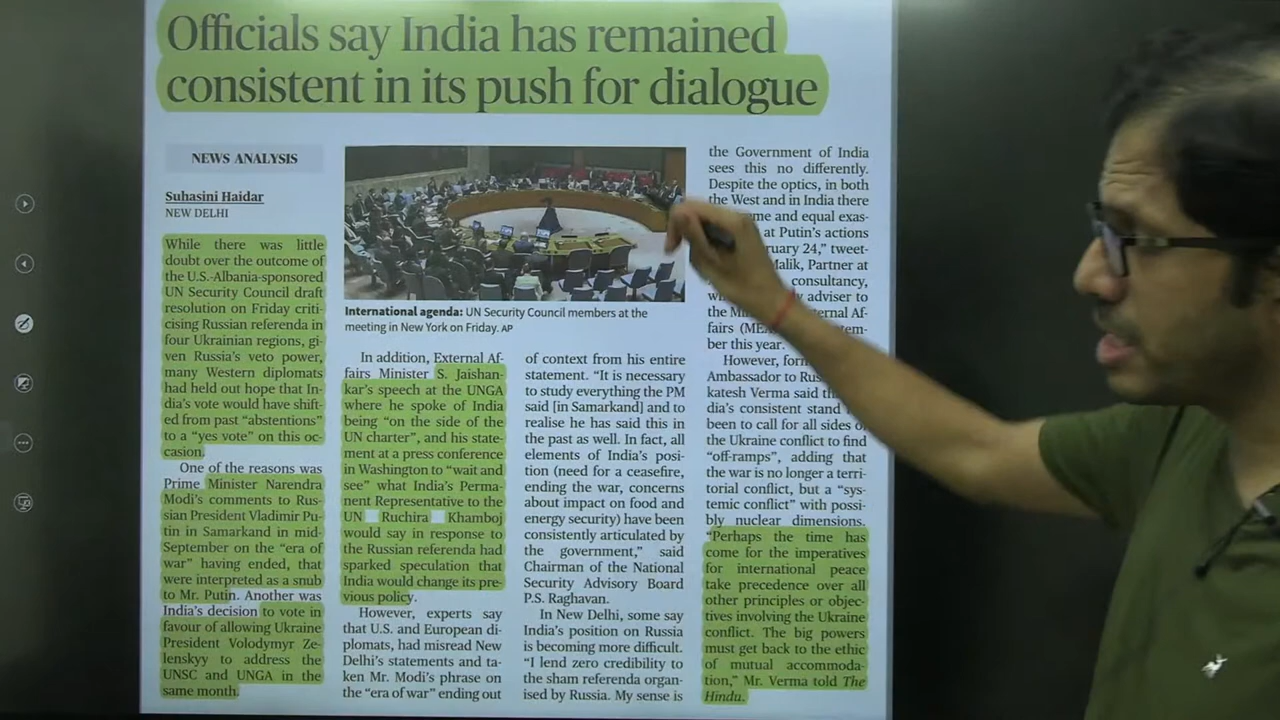 Officials say India has remained
consistent in its push for dialogue
NEWS ANALYSIS
Suhasini Haidar
NEW DELHI
While there was little
doubt over the outcome of
the U.S.-Albania-sponsored
UN Security Council draft
resolution on Friday criti-
cising Russian referenda in
four Ukrainian regions, gi-
ven Russia's veto power,
many Western diplomats
had held out hope that In-
dia's vote would have shift-
ed from past “abstentions”
to a “yes vote” on this oc-
casion.
One of the reasons was
Prime Minister Narendra
Modi's comments to Rus-
sian President Vladimir Pu-
tin in Samarkand in mid-
September on the “era of
war” having ended, that
were interpreted as a snub
to Mr. Putin. Another was
India's decision to vote in
favour of allowing Ukraine
President Volodymyr Ze-
lenskyy to address the
UNSC and UNGA in the
same month.
International agenda: UN Security Council members at the
meeting in New York on Friday. AP
In addition, External Af-
fairs Minister S. Jaishan-
kar's speech at the UNGA
where he spoke of India
being “on the side of the
UN charter”, and his state-
ment at a press conference
in Washington to “wait and
see” what India's Perma-
nent Representative to the
UN Ruchira Khamboj
would say in response to
the Russian referenda had
sparked speculation that
India would change its pre-
vious policy.
However, experts say
that U.S. and European di-
plomats, had misread New
Delhi's statements and ta-
ken Mr. Modi's phrase on
the “era of war” ending out
of context from his entire
statement. “It is necessary
to study everything the PM
said [in Samarkand] and to
realise he has said this in
the past as well. In fact, all
elements of India's posi-
tion (need for a ceasefire,
ending the war, concerns
about impact on food and
energy security) have been
consistently articulated by
the government,” said
Chairman of the National
Security Advisory Board
P.S. Raghavan.
In New Delhi, some say
India's position on Russia
is becoming more difficult.
“I lend zero credibility to
the sham referenda organ-
ised by Russia. My sense is
the Government of India
sees this no differently.
Despite the optics, in both
the West and in India there
and equal exas-
at Putin's actions
24,” tweet-
Malik, Partner at
consultancy,
adviser to
the
Af-
fairs
ber this year.
However,
Ambassador to
Verma said
dia's consistent stand
been to call for all sides
the Ukraine conflict to find
“off-ramps”, adding that
the war is no longer a terri-
torial conflict, but a “sys-
temic conflict” with possi-
bly nuclear dimensions.
“Perhaps the time has
come for the imperatives
for international peace
take precedence over all
other principles or objec-
tives involving the Ukraine
conflict. The big powers
must get back to the ethic
of mutual accommoda-
tion,” Mr. Verma told The
Hindu.